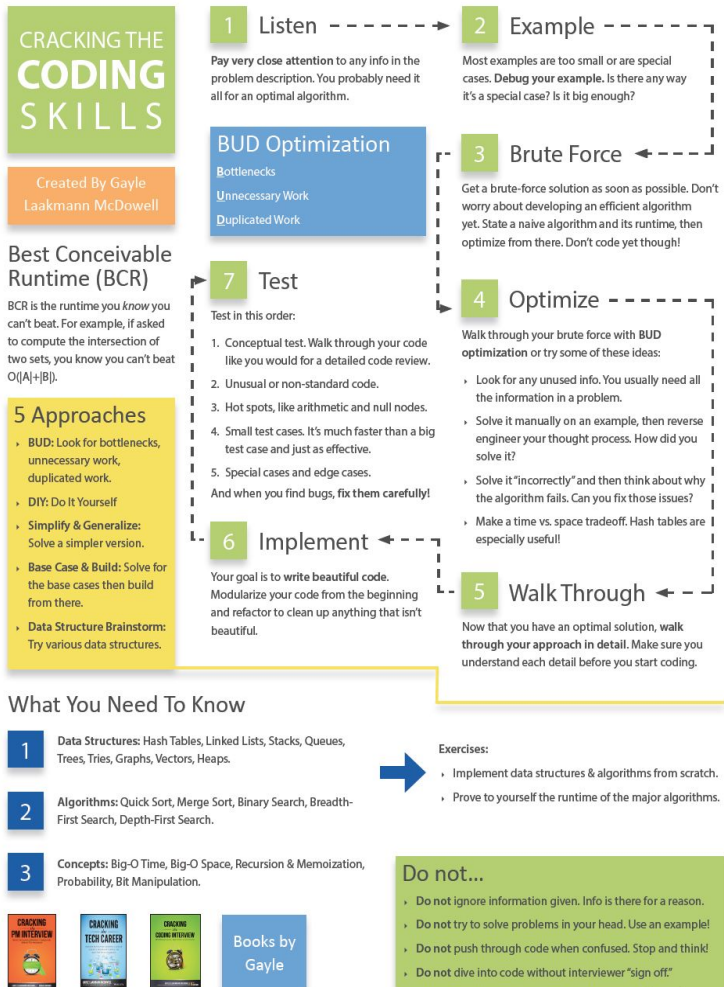 CRACKING THE
CODING
SKILLS
Created By Gayle
Laakmann McDowell
Best Conceivable
Runtime (BCR)
BCR is the runtime you know you
can't beat. For example, if asked
to compute the intersection of
two sets, you know you can't beat
O(|A|+|B|).
5 Approaches
‣ BUD: Look for bottlenecks,
unnecessary work,
duplicated work.
‣ DIY: Do It Yourself
‣ Simplify & Generalize:
Solve a simpler version.
‣ Base Case & Build: Solve for
the base cases then build
from there.
‣ Data Structure Brainstorm:
Try various data structures.
1 Listen
Pay very close attention to any info in the
problem description. You probably need it
all for an optimal algorithm.
BUD Optimization
Bottlenecks
Unnecessary Work
Duplicated Work
2 Example
Most examples are too small or are special
cases. Debug your example. Is there any way
it's a special case? Is it big enough?
3 Brute Force
Get a brute-force solution as soon as possible. Don't
worry about developing an efficient algorithm
yet. State a naive algorithm and its runtime, then
optimize from there. Don't code yet though!
4 Optimize
Walk through your brute force with BUD
optimization or try some of these ideas:
‣ Look for any unused info. You usually need all
the information in a problem.
‣ Solve it manually on an example, then reverse
engineer your thought process. How did you
solve it?
‣ Solve it "incorrectly" and then think about why
the algorithm fails. Can you fix those issues?
‣ Make a time vs. space tradeoff. Hash tables are
especially useful!
5 Walk Through
Now that you have an optimal solution, walk
through your approach in detail. Make sure you
understand each detail before you start coding.
6 Implement
Your goal is to write beautiful code.
Modularize your code from the beginning
and refactor to clean up anything that isn't
beautiful.
7 Test
Test in this order:
1. Conceptual test. Walk through your code
like you would for a detailed code review.
2. Unusual or non-standard code.
3. Hot spots, like arithmetic and null nodes.
4. Small test cases. It's much faster than a big
test case and just as effective.
5. Special cases and edge cases.
And when you find bugs, fix them carefully!
What You Need To Know
1 Data Structures: Hash Tables, Linked Lists, Stacks, Queues,
Trees, Tries, Graphs, Vectors, Heaps.
2 Algorithms: Quick Sort, Merge Sort, Binary Search, Breadth-
First Search, Depth-First Search.
3 Concepts: Big-O Time, Big-O Space, Recursion & Memoization,
Probability, Bit Manipulation.
Exercises:
‣ Implement data structures & algorithms from scratch.
‣ Prove to yourself the runtime of the major algorithms.
CRACKING
the
PM INTERVIEW
CRACKING
the
TECH CAREER
CRACKING
the
CODING INTERVIEW
Books by
Gayle
Do not...
‣ Do not ignore information given. Info is there for a reason.
‣ Do not try to solve problems in your head. Use an example!
‣ Do not push through code when confused. Stop and think!
‣ Do not dive into code without interviewer "sign off."